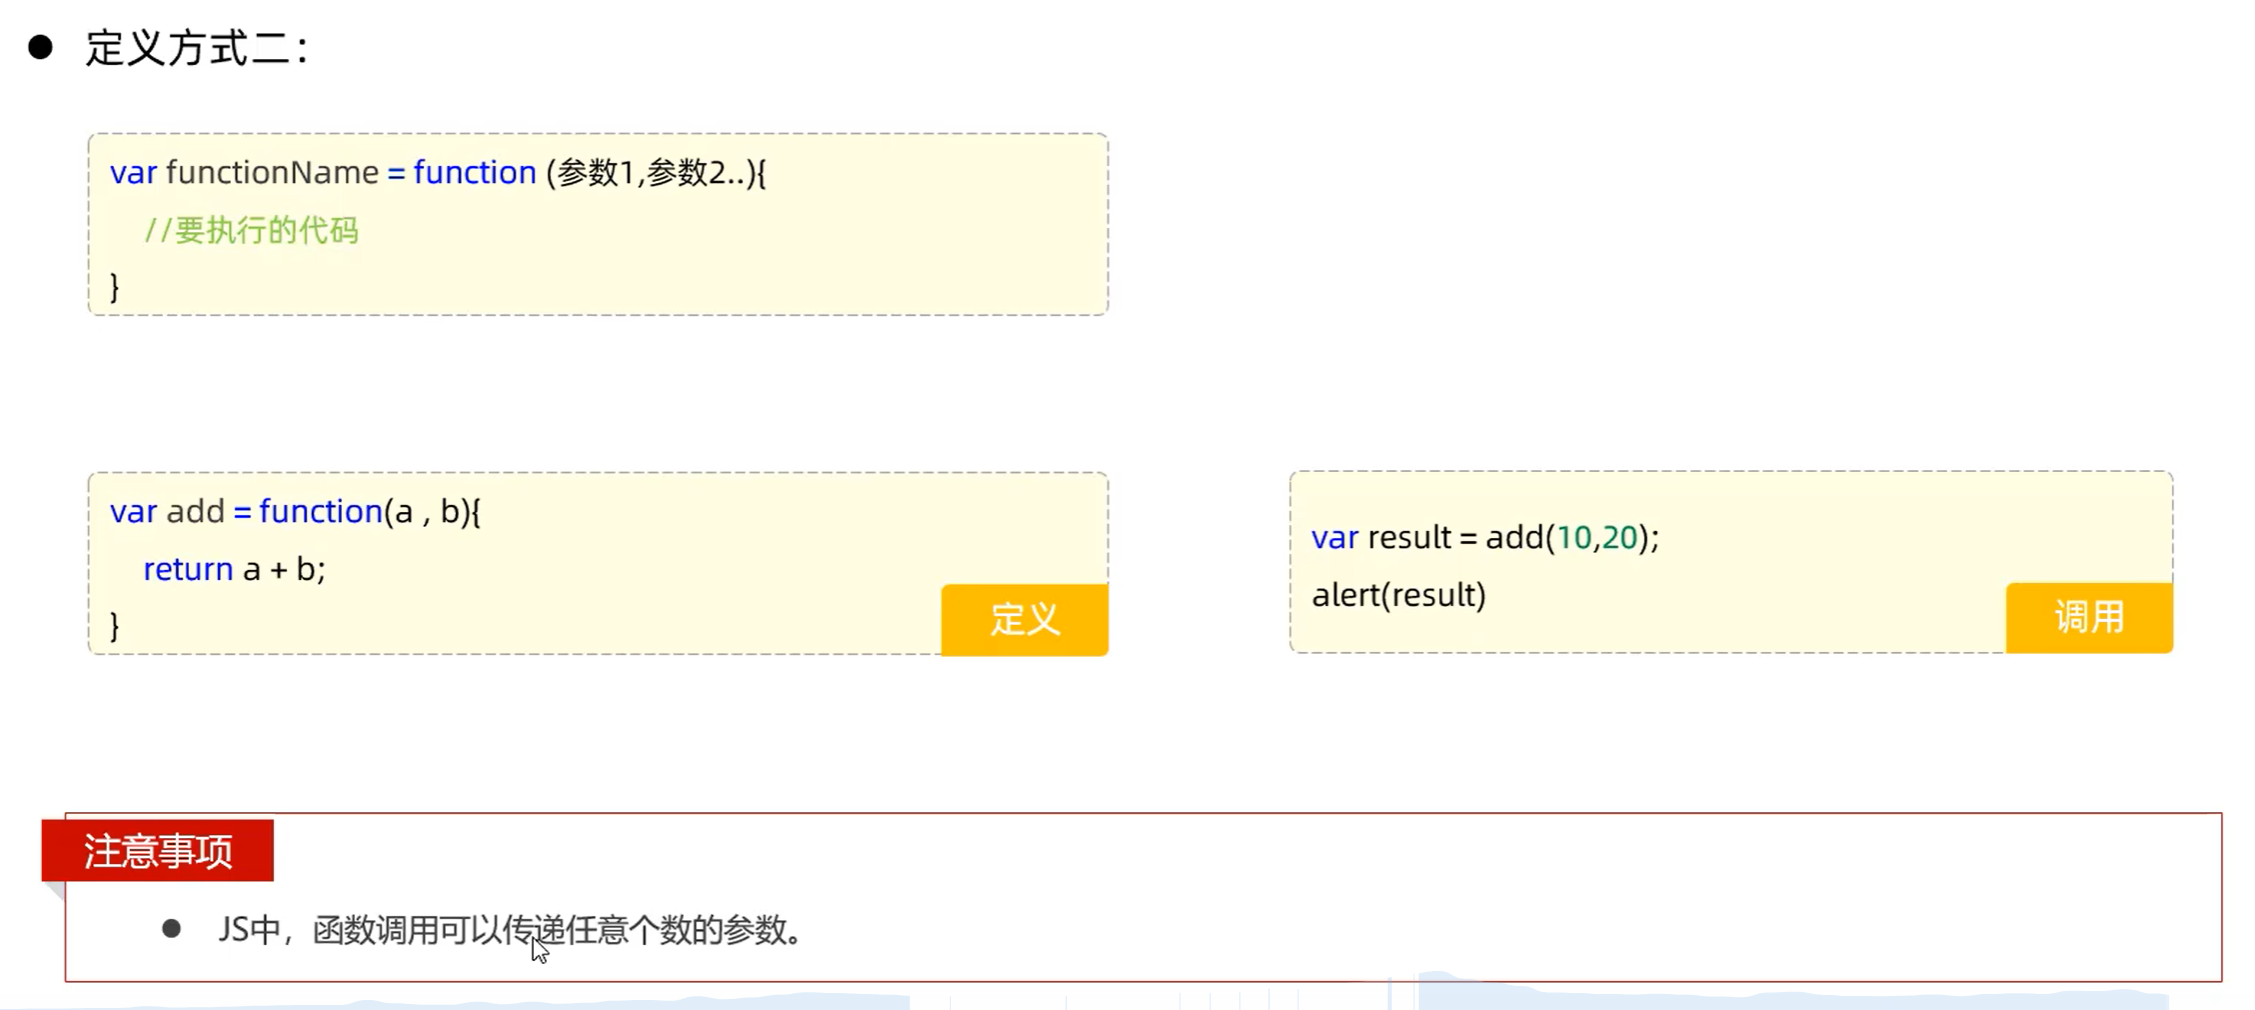 定义方式二：
var functionName = function (参数1,参数2..){
//要执行的代码
}
var add = function(a , b){
return a + b;
}
定义
var result = add(10,20);
alert(result)
调用
注意事项
JS中，函数调用可以传递任意个数的参数。